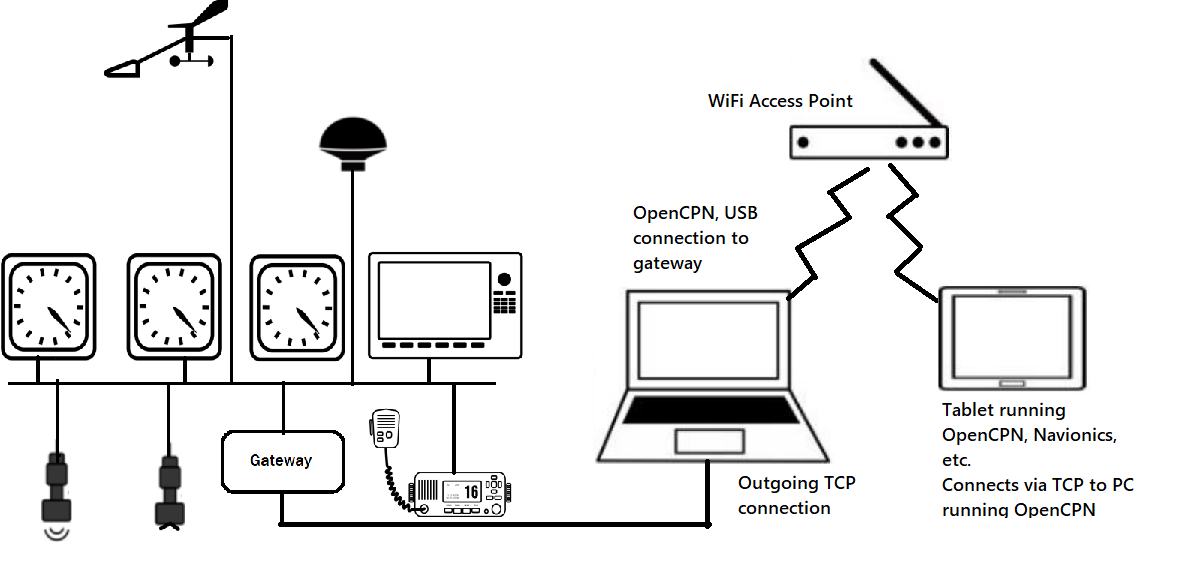 WiFi Access Point
OpenCPN, USB
connection to
gateway
Gateway
16
Tablet running
OpenCPN, Navionics,
etc.
Connects via TCP to PC
running OpenCPN
Outgoing TCP
connection